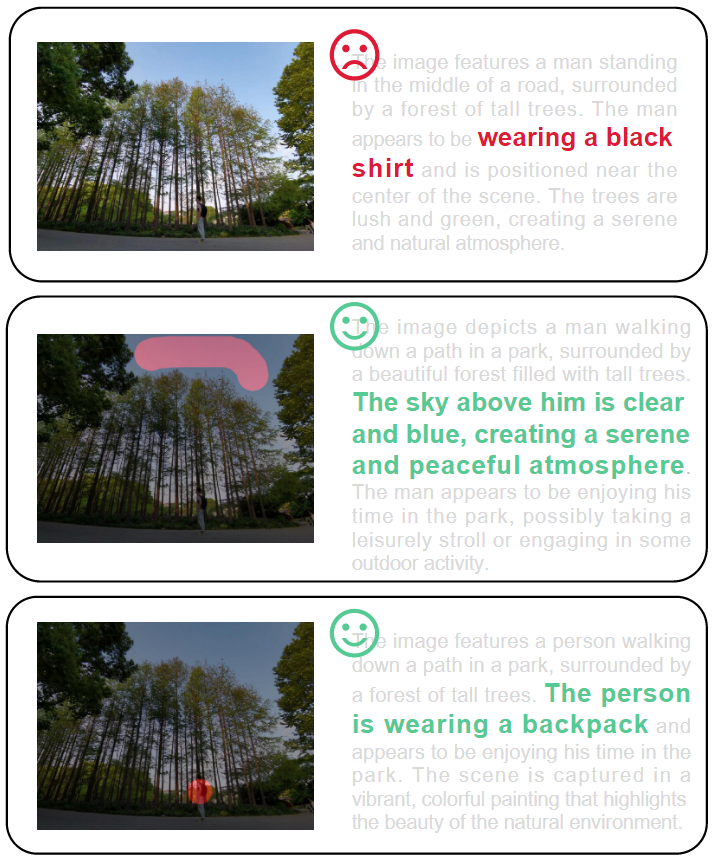 The image features a man standing
in the middle of a road, surrounded
by a forest of tall trees. The man
appears to be wearing a black
shirt and is positioned near the
center of the scene. The trees are
lush and green, creating a serene
and natural atmosphere.
The image depicts a man walking
down a path in a park, surrounded by
a beautiful forest filled with tall trees.
The sky above him is clear
and blue, creating a serene
and peaceful atmosphere.
The man appears to be enjoying his
time in the park, possibly taking a
leisurely stroll or engaging in some
outdoor activity.
The image features a person walking
down a path in a park, surrounded by
a forest of tall trees. The person
is wearing a backpack and
appears to be enjoying his time in the
park. The scene is captured in a
vibrant, colorful painting that highlights
the beauty of the natural environment.